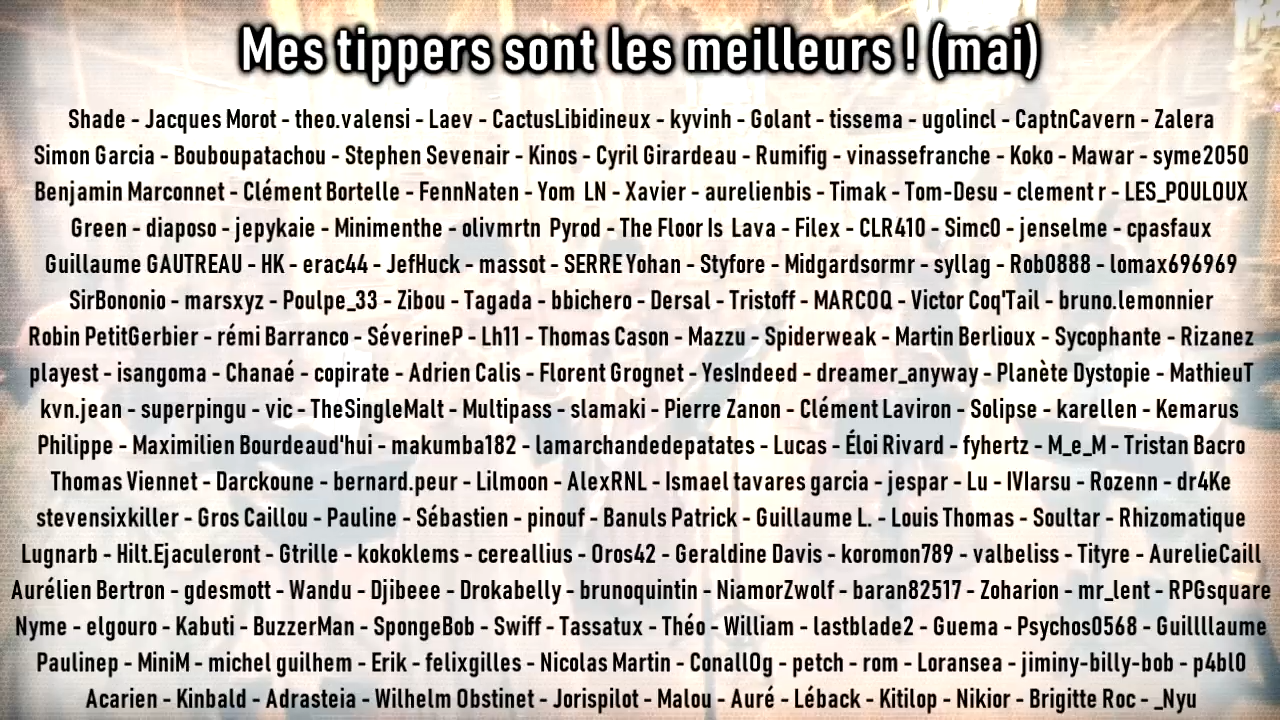 Mes tippers sont les meilleurs ! (mai)
Shade - Jacques Morot - theo.valensi - Laev - CactusLibidineux - kyvinh - Golant - tissema - ugolincl - CaptnCavern - Zalera
Simon Garcia - Bouboupatachou - Stephen Sevenair - Kinos - Cyril Girardeau - Rumifig - vinassefranche - Koko - Mawar - syme2050
Benjamin Marconnet - Clément Bortelle - FennNaten - Yom LN - Xavier - aurelienbis - Timak - Tom-Desu - clement r - LES_POULOUX
Green - diaposo - jepykaie - Minimenthe - olivmrtn Pyrod - The Floor Is Lava - Filex - CLR410 - Simc0 - jenselme - cpasfaux
Guillaume GAUTREAU - HK - erac44 - JefHuck - massot - SERRE Yohan - Styfore - Midgardsormr - syllag - Rob0888 - lomax696969
SirBononio - marsxyz - Poulpe_33 - Zibou - Tagada - bbichero - Dersal - Tristoff - MARCOQ - Victor Coq'Tail - bruno.lemonnier
Robin PetitGerbier - rémi Barranco - SéverineP - Lh11 - Thomas Cason - Mazzu - Spiderweak - Martin Berlioux - Sycophante - Rizanez
playest - isangoma - Chanaé - copirate - Adrien Calis - Florent Grognet - YesIndeed - dreamer_anyway - Planète Dystopie - MathieuT
kvn.jean - superpingu - vic - TheSingleMalt - Multipass - slamaki - Pierre Zanon - Clément Laviron - Solipse - karellen - Kemarus
Philippe - Maximilien Bourdeaud'hui - makumba182 - lamarchandedepatates - Lucas - Éloi Rivard - fyhertz - M_e_M - Tristan Bacro
Thomas Viennet - Darckoune - bernard.peur - Lilmoon - AlexRNL - Ismael tavares garcia - jespar - Lu - IVIarsu - Rozenn - dr4Ke
stevensixkiller - Gros Caillou - Pauline - Sébastien - pinouf - Banuls Patrick - Guillaume L. - Louis Thomas - Soultar - Rhizomatique
Lugnarb - Hilt.Ejaculeront - Gtrille - kokoklems - cereallius - Oros42 - Geraldine Davis - koromon789 - valbeliss - Tityre - AurelieCaill
Aurélien Bertron - gdesmott - Wandu - Djibeee - Drokabelly - brunoquintin - NiamorZwolf - baran82517 - Zoharion - mr_lent - RPGsquare
Nyme - elgouro - Kabuti - BuzzerMan - SpongeBob - Swiff - Tassatux - Théo - William - lastblade2 - Guema - Psychos0568 - Guillllaume
Paulinep - MiniM - michel guilhem - Erik - felixgilles - Nicolas Martin - ConallOg - petch - rom - Loransea - jiminy-billy-bob - p4bl0
Acarien - Kinbald - Adrasteia - Wilhelm Obstinet - Jorispilot - Malou - Auré - Léback - Kitilop - Nikior - Brigitte Roc - _Nyu